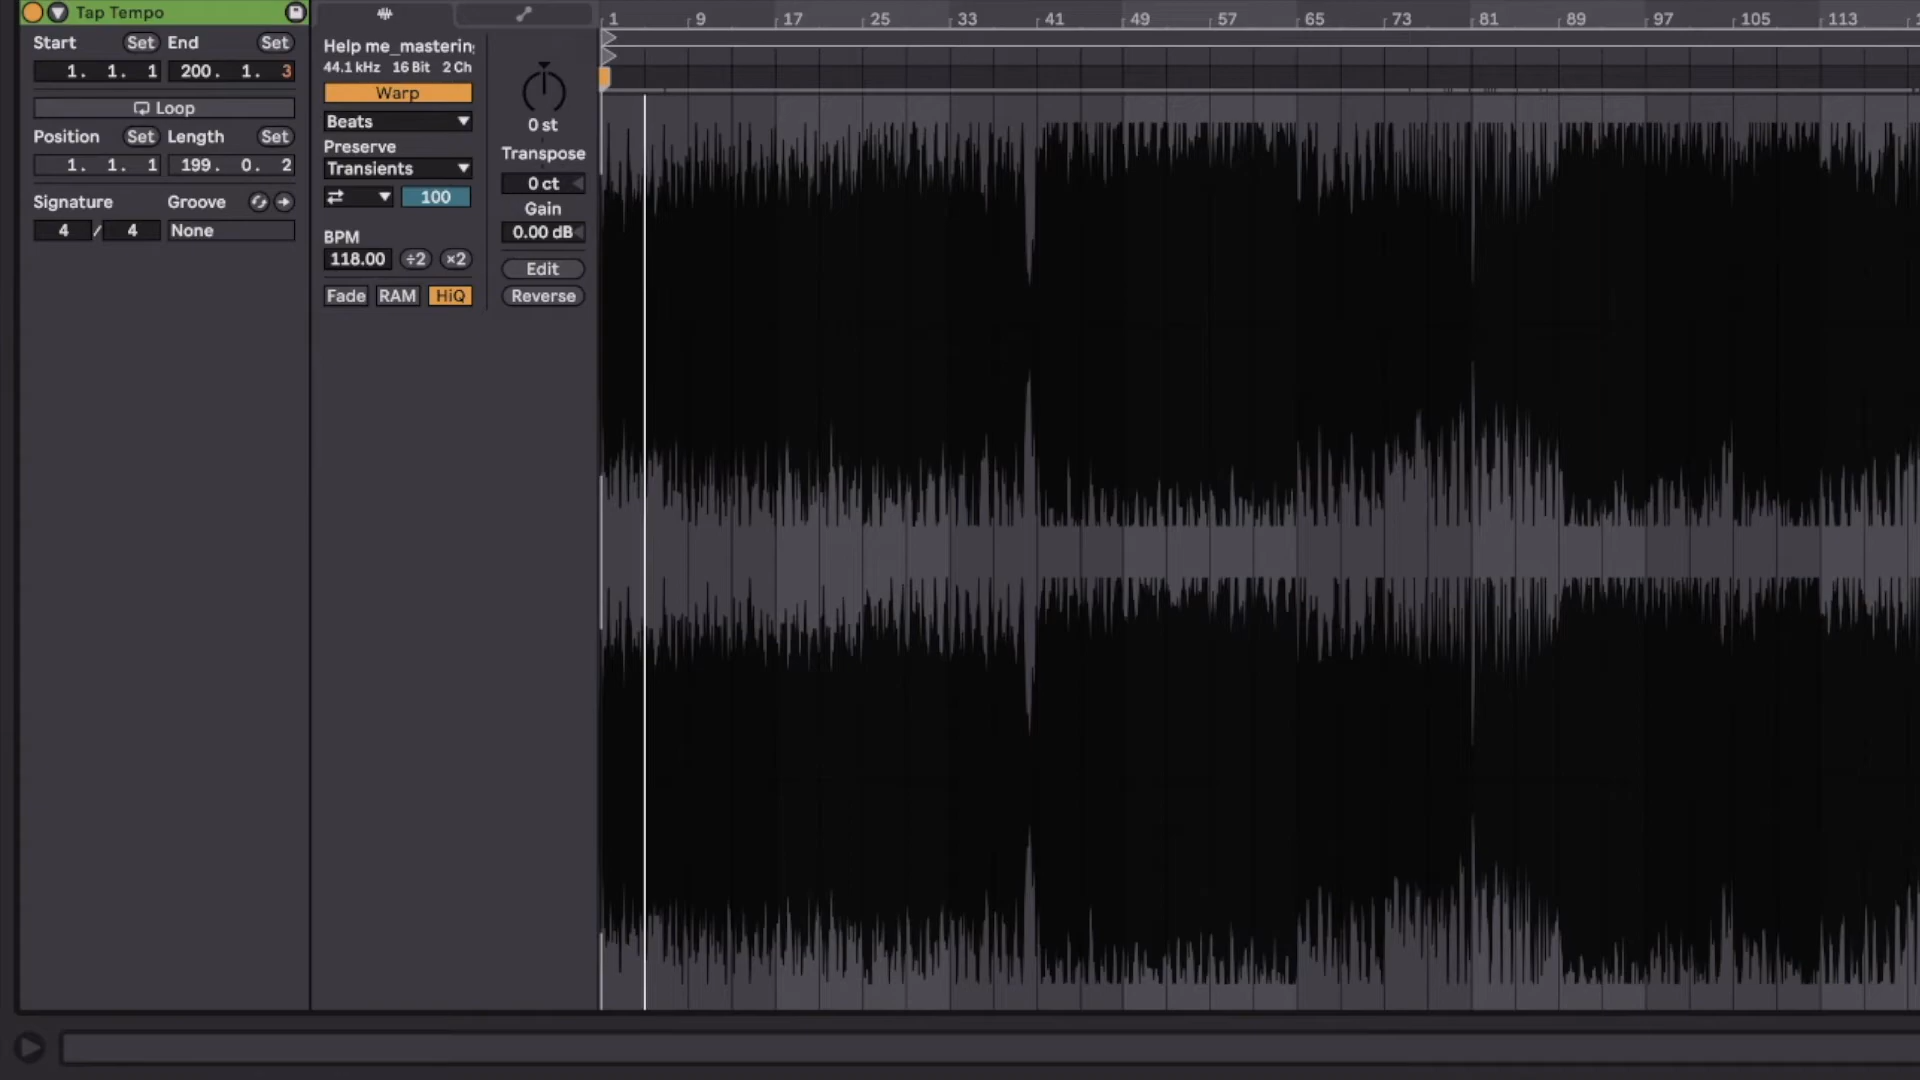 Tap Tempo
Start Set End Set
1. 1. 1 200. 1. 3
Loop
Position Set Length Set
1. 1. 1 199. 0. 2
Signature Groove
4 / 4 None
Help me_masterin
44.1 kHz 16 Bit 2 Ch
Warp
Beats
Preserve
Transients
100
BPM
118.00 ÷2 ×2
Fade RAM HiQ
0 st
Transpose
0 ct
Gain
0.00 dB
Edit
Reverse
1 9 17 25 33 41 49 57 65 73 81 89 97 105 113